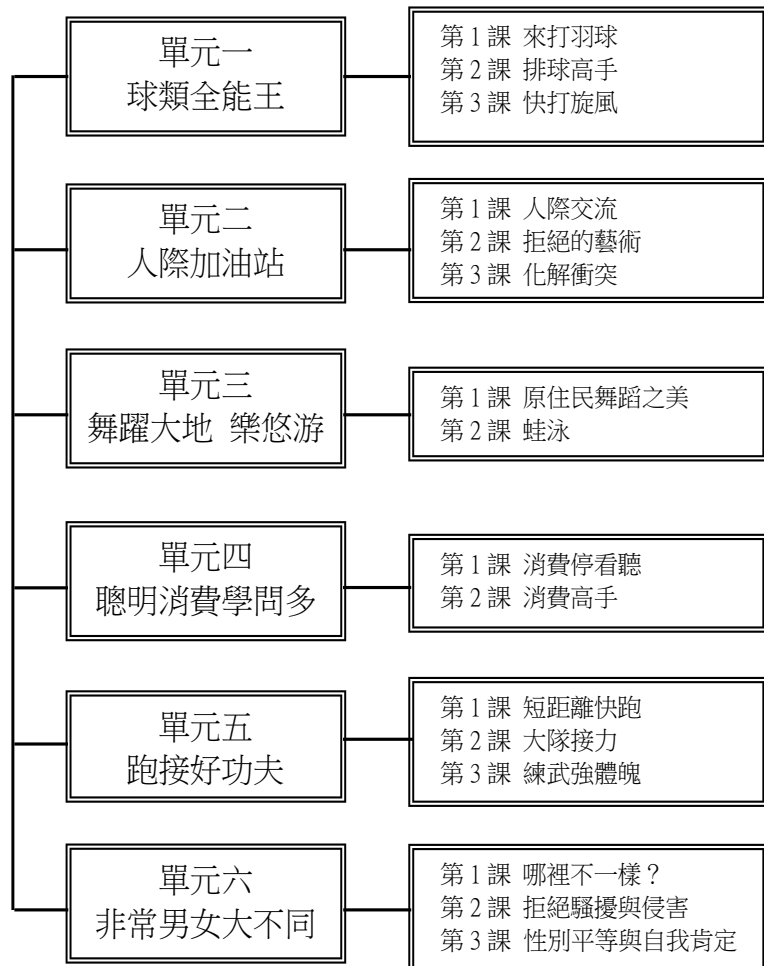 單元一
球類全能王
第1課 來打羽球
第2課 排球高手
第3課 快打旋風
單元二
人際加油站
第1課 人際交流
第2課 拒絕的藝術
第3課 化解衝突
單元三
舞躍大地 樂悠游
第1課 原住民舞蹈之美
第2課 蛙泳
單元四
聰明消費學問多
第1課 消費停看聽
第2課 消費高手
單元五
跑接好功夫
第1課 短距離快跑
第2課 大隊接力
第3課 練武強體魄
單元六
非常男女大不同
第1課 哪裡不一樣？
第2課 拒絕騷擾與侵害
第3課 性別平等與自我肯定